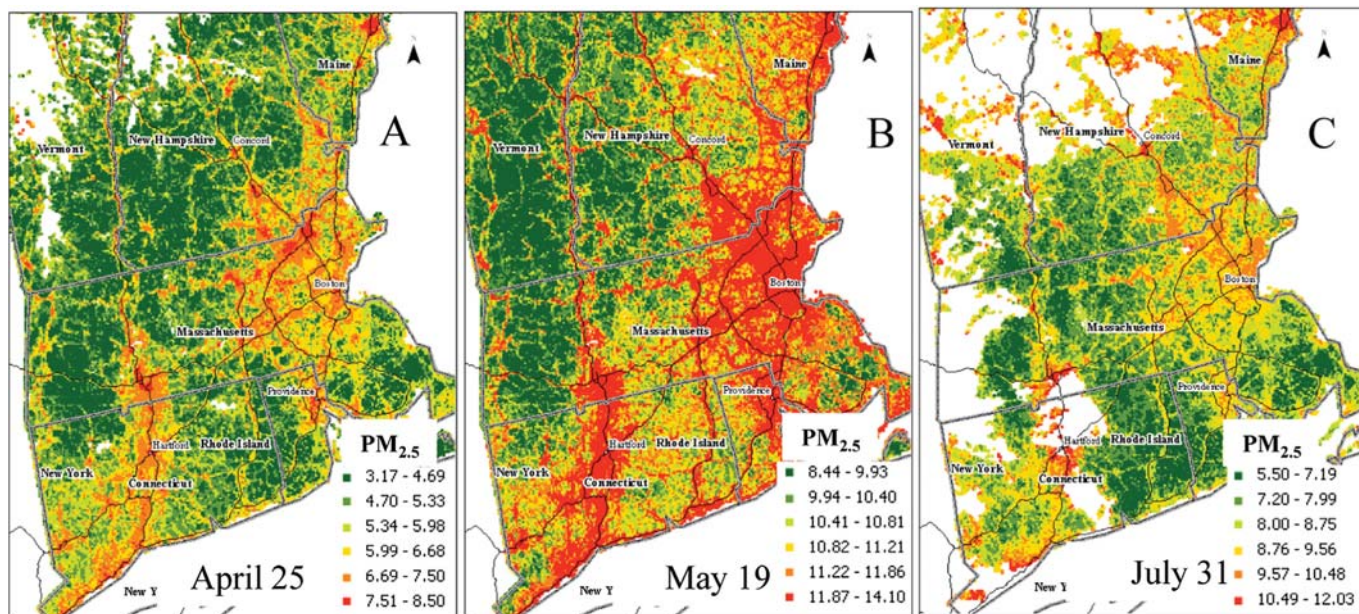 N
Maine
A
New Hampshire
Concord
Vermont
Boston
Massachusetts
Providence
Hartford
Rhode Island
New York
Connecticut
New Y
April 25
PM2.5
3.17 - 4.69
4.70 - 5.33
5.34 - 5.98
5.99 - 6.68
6.69 - 7.50
7.51 - 8.50
N
Maine
B
New Hampshire
Concord
Vermont
Boston
Massachusetts
Providence
Hartford
Rhode Island
New York
Connecticut
New Y
May 19
PM2.5
8.44 - 9.93
9.94 - 10.40
10.41 - 10.81
10.82 - 11.21
11.22 - 11.86
11.87 - 14.10
N
Maine
C
New Hampshire
Concord
Vermont
Boston
Massachusetts
Providence
Hartford
Rhode Island
New York
Connecticut
New Y
July 31
PM2.5
5.50 - 7.19
7.20 - 7.99
8.00 - 8.75
8.76 - 9.56
9.57 - 10.48
10.49 - 12.03